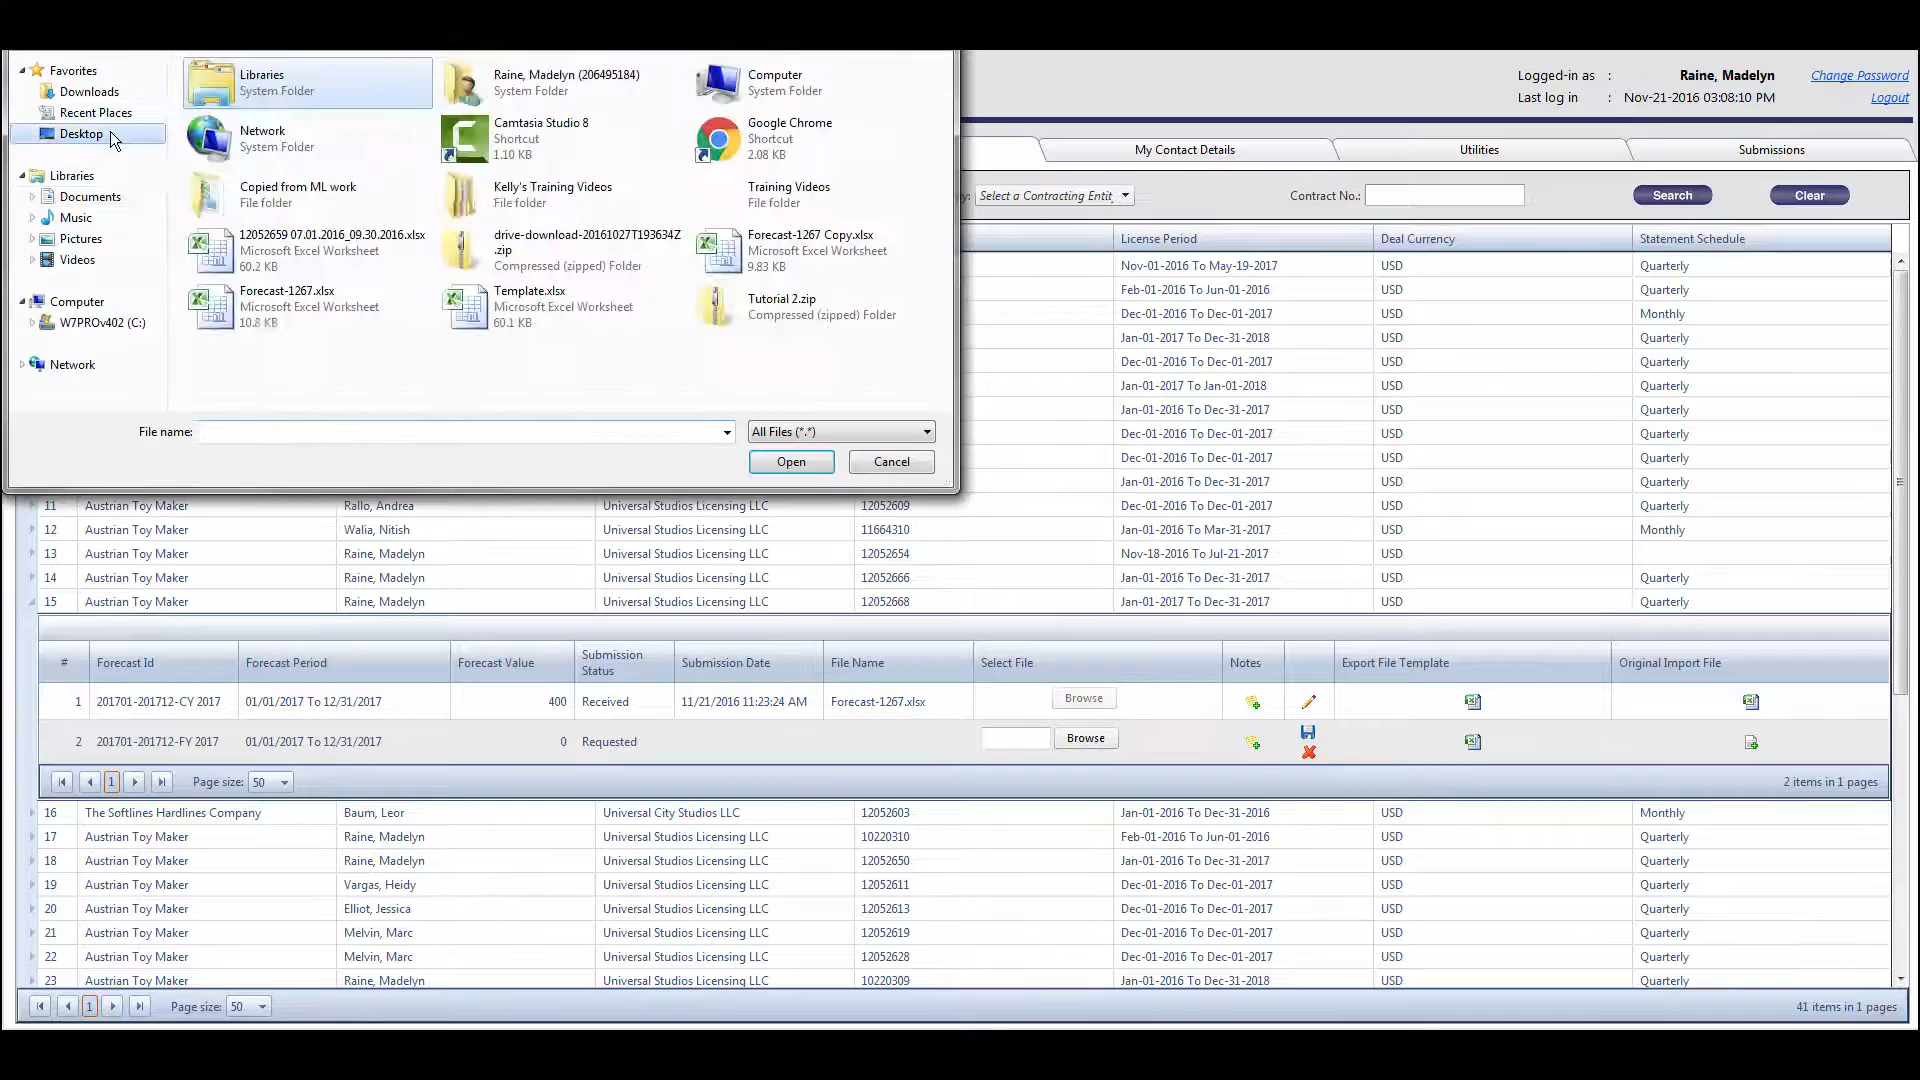 Favorites
Downloads
Recent Places
Desktop
Libraries
Documents
Music
Pictures
Videos
Computer
W7PROv402 (C:)
Network
Libraries
System Folder
Raine, Madelyn (206495184)
System Folder
Computer
System Folder
Network
System Folder
Camtasia Studio 8
Shortcut
1.10 KB
Google Chrome
Shortcut
2.08 KB
Copied from ML work
File folder
Kelly's Training Videos
File folder
Training Videos
File folder
12052659 07.01.2016_09.30.2016.xlsx
Microsoft Excel Worksheet
60.2 KB
drive-download-20161027T193634Z
.zip
Compressed (zipped) Folder
Forecast-1267 Copy.xlsx
Microsoft Excel Worksheet
9.83 KB
Forecast-1267.xlsx
Microsoft Excel Worksheet
10.8 KB
Template.xlsx
Microsoft Excel Worksheet
60.1 KB
Tutorial 2.zip
Compressed (zipped) Folder
File name:
All Files (*.*)
Open Cancel
Logged-in as : Raine, Madelyn Change Password
Last log in : Nov-21-2016 03:08:10 PM Logout
My Contact Details Utilities Submissions
y: Select a Contracting Entit Contract No.: Search Clear
License Period Deal Currency Statement Schedule
Nov-01-2016 To May-19-2017 USD Quarterly
Feb-01-2016 To Jun-01-2016 USD Quarterly
Dec-01-2016 To Dec-01-2017 USD Monthly
Jan-01-2017 To Dec-31-2018 USD Quarterly
Dec-01-2016 To Dec-01-2017 USD Quarterly
Jan-01-2017 To Jan-01-2018 USD Quarterly
Jan-01-2016 To Dec-31-2017 USD Quarterly
Dec-01-2016 To Dec-01-2017 USD Quarterly
Dec-01-2016 To Dec-01-2017 USD Quarterly
Jan-01-2016 To Dec-31-2017 USD Quarterly
11 Austrian Toy Maker Rallo, Andrea Universal Studios Licensing LLC 12052609 Dec-01-2016 To Dec-01-2017 USD Quarterly
12 Austrian Toy Maker Walia, Nitish Universal Studios Licensing LLC 11664310 Jan-01-2016 To Mar-31-2017 USD Monthly
13 Austrian Toy Maker Raine, Madelyn Universal Studios Licensing LLC 12052654 Nov-18-2016 To Jul-21-2017 USD
14 Austrian Toy Maker Raine, Madelyn Universal Studios Licensing LLC 12052666 Jan-01-2016 To Dec-31-2017 USD Quarterly
15 Austrian Toy Maker Raine, Madelyn Universal Studios Licensing LLC 12052668 Jan-01-2017 To Dec-31-2017 USD Quarterly
# Forecast Id Forecast Period Forecast Value Submission Status Submission Date File Name Select File Notes Export File Template Original Import File
1 201701-201712-CY 2017 01/01/2017 To 12/31/2017 400 Received 11/21/2016 11:23:24 AM Forecast-1267.xlsx Browse
2 201701-201712-FY 2017 01/01/2017 To 12/31/2017 0 Requested Browse
1 Page size: 50 2 items in 1 pages
16 The Softlines Hardlines Company Baum, Leor Universal City Studios LLC 12052603 Jan-01-2016 To Dec-31-2016 USD Monthly
17 Austrian Toy Maker Raine, Madelyn Universal Studios Licensing LLC 10220310 Feb-01-2016 To Jun-01-2016 USD Quarterly
18 Austrian Toy Maker Raine, Madelyn Universal Studios Licensing LLC 12052650 Jan-01-2016 To Dec-31-2017 USD Quarterly
19 Austrian Toy Maker Vargas, Heidy Universal Studios Licensing LLC 12052611 Dec-01-2016 To Dec-01-2017 USD Quarterly
20 Austrian Toy Maker Elliot, Jessica Universal Studios Licensing LLC 12052613 Dec-01-2016 To Dec-01-2017 USD Quarterly
21 Austrian Toy Maker Melvin, Marc Universal Studios Licensing LLC 12052619 Dec-01-2016 To Dec-01-2017 USD Quarterly
22 Austrian Toy Maker Melvin, Marc Universal Studios Licensing LLC 12052628 Dec-01-2016 To Dec-01-2017 USD Quarterly
23 Austrian Toy Maker Raine, Madelyn Universal Studios Licensing LLC 10220309 Jan-01-2016 To Dec-31-2018 USD Quarterly
1 Page size: 50 41 items in 1 pages